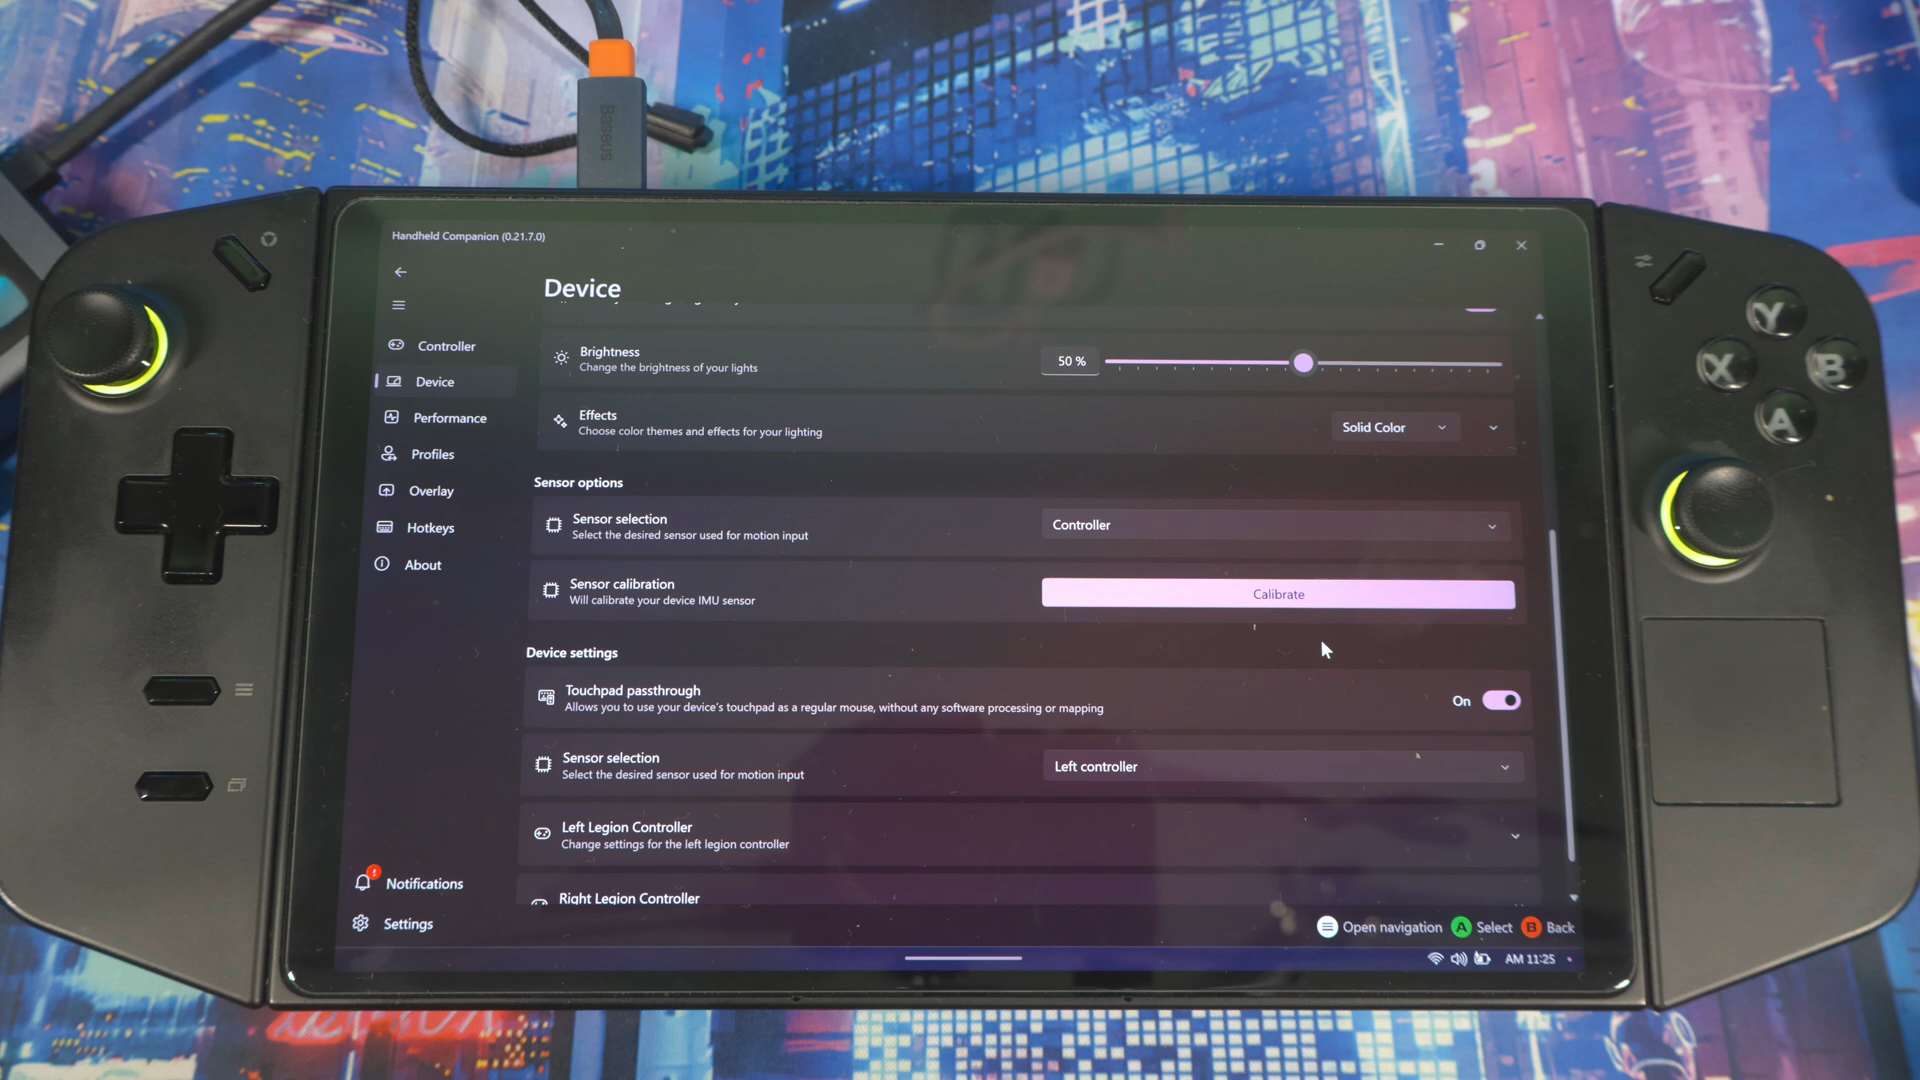 Baseus
Handheld Companion (0.21.7.0)
Device
Controller
Device
Performance
Profiles
Overlay
Hotkeys
About
Notifications
Settings
Brightness
Change the brightness of your lights
50 %
Effects
Choose color themes and effects for your lighting
Solid Color
Sensor options
Sensor selection
Select the desired sensor used for motion input
Controller
Sensor calibration
Will calibrate your device IMU sensor
Calibrate
Device settings
Touchpad passthrough
Allows you to use your device's touchpad as a regular mouse, without any software processing or mapping
On
Sensor selection
Select the desired sensor used for motion input
Left controller
Left Legion Controller
Change settings for the left legion controller
Right Legion Controller
Open navigation
A Select
B Back
AM 11:25
Y
X
B
A